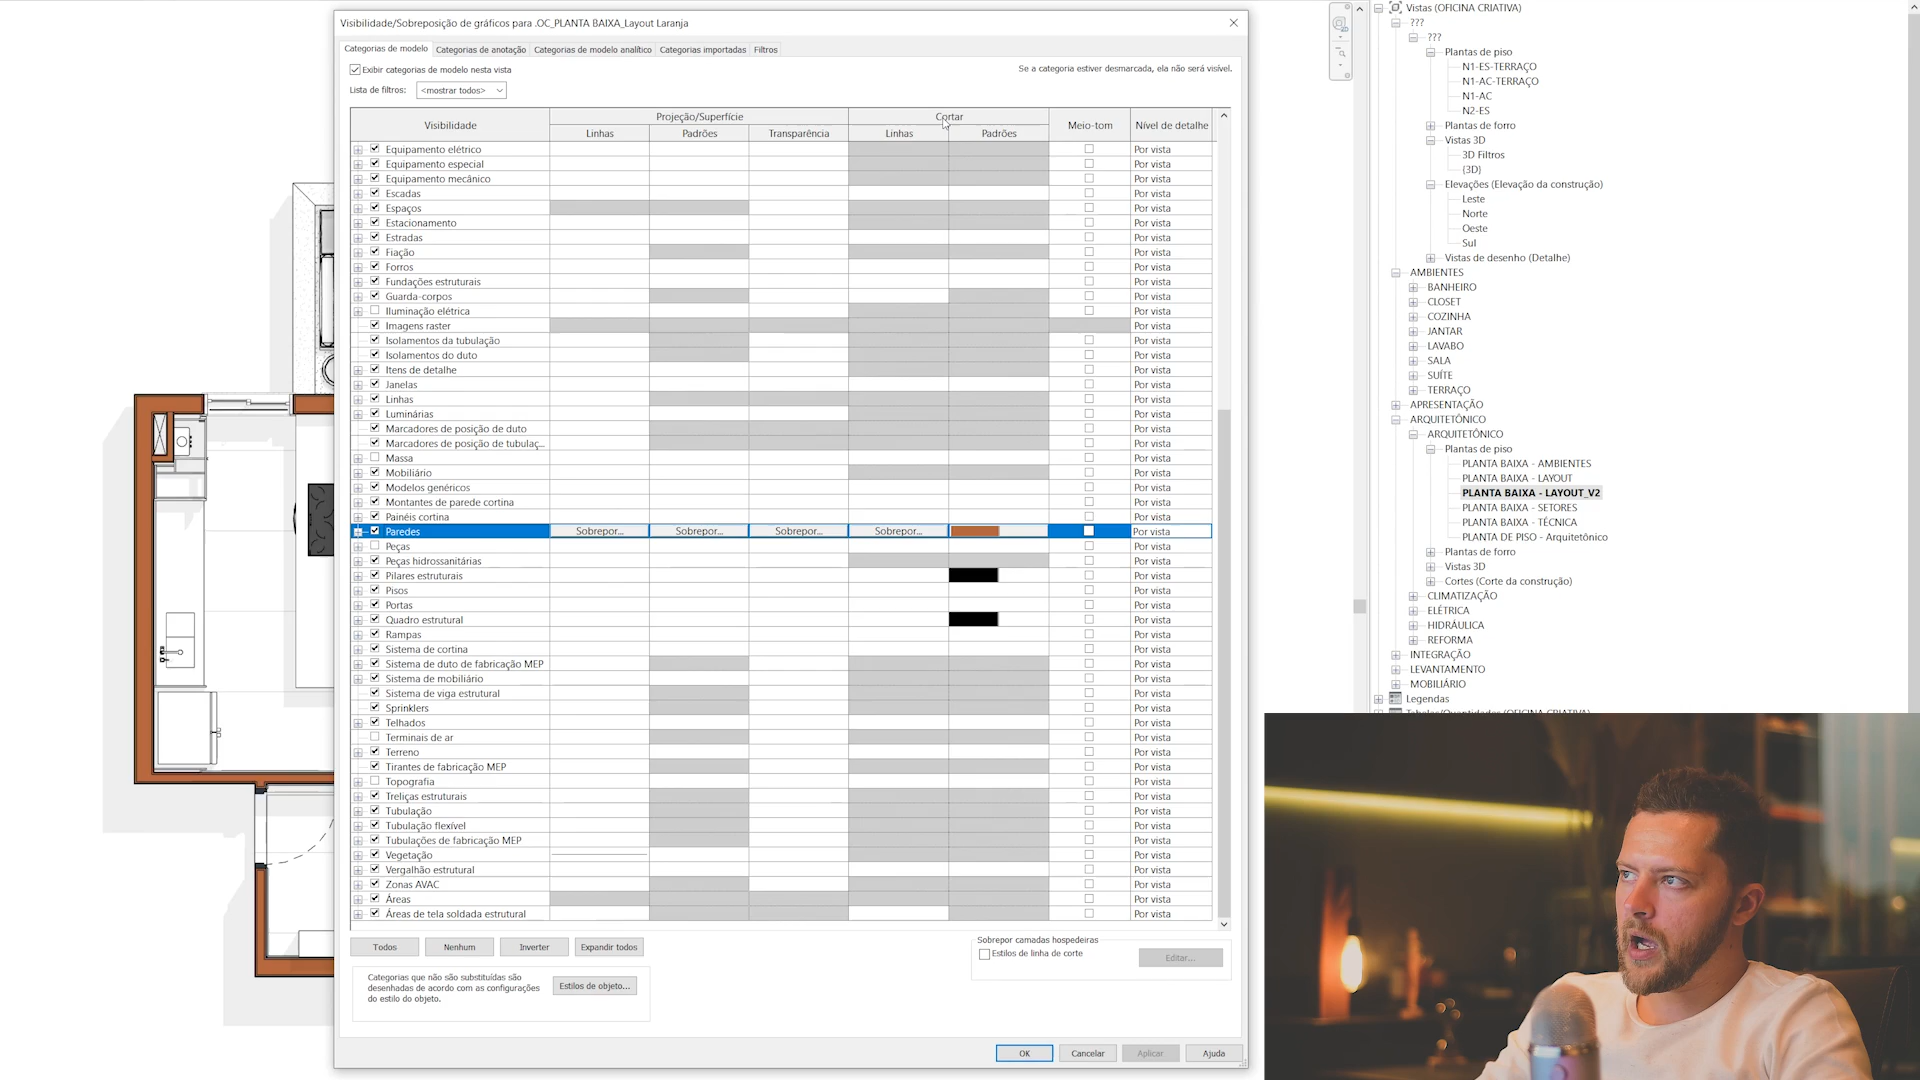 Visibilidade/Sobreposição de gráficos para .OC_PLANTA BAIXA_Layout Laranja
Categorias de modelo Categorias de anotação Categorias de modelo analítico Categorias importadas Filtros
Exibir categorias de modelo nesta vista
Se a categoria estiver desmarcada, ela não será visível.
Lista de filtros: <mostrar todos>
Visibilidade Projeção/Superfície Cortar Meio-tom Nível de detalhe
Linhas Padrões Transparência Linhas Padrões
Equipamento elétrico Por vista
Equipamento especial Por vista
Equipamento mecânico Por vista
Escadas Por vista
Espaços Por vista
Estacionamento Por vista
Estradas Por vista
Fiação Por vista
Forros Por vista
Fundações estruturais Por vista
Guarda-corpos Por vista
Iluminação elétrica Por vista
Imagens raster Por vista
Isolamentos da tubulação Por vista
Isolamentos do duto Por vista
Itens de detalhe Por vista
Janelas Por vista
Linhas Por vista
Luminárias Por vista
Marcadores de posição de duto Por vista
Marcadores de posição de tubulaç... Por vista
Massa Por vista
Mobiliário Por vista
Modelos genéricos Por vista
Montantes de parede cortina Por vista
Painéis cortina Por vista
Paredes Sobrepor... Sobrepor... Sobrepor... Sobrepor... Por vista
Peças Por vista
Peças hidrossanitárias Por vista
Pilares estruturais Por vista
Pisos Por vista
Portas Por vista
Quadro estrutural Por vista
Rampas Por vista
Sistema de cortina Por vista
Sistema de duto de fabricação MEP Por vista
Sistema de mobiliário Por vista
Sistema de viga estrutural Por vista
Sprinklers Por vista
Telhados Por vista
Terminais de ar Por vista
Terreno Por vista
Tirantes de fabricação MEP Por vista
Topografia Por vista
Treliças estruturais Por vista
Tubulação Por vista
Tubulação flexível Por vista
Tubulações de fabricação MEP Por vista
Vegetação Por vista
Vergalhão estrutural Por vista
Zonas AVAC Por vista
Áreas Por vista
Áreas de tela soldada estrutural Por vista
Todos Nenhum Inverter Expandir todos
Sobrepor camadas hospedeiras
Estilos de linha de corte
Editar...
Categorias que não são substituídas são
desenhadas de acordo com as configurações
do estilo do objeto.
Estilos de objeto...
OK Cancelar Aplicar Ajuda
Vistas (OFICINA CRIATIVA)
???
???
Plantas de piso
N1-ES-TERRAÇO
N1-AC-TERRAÇO
N1-AC
N2-ES
Plantas de forro
Vistas 3D
3D Filtros
{3D}
Elevações (Elevação da construção)
Leste
Norte
Oeste
Sul
Vistas de desenho (Detalhe)
AMBIENTES
BANHEIRO
CLOSET
COZINHA
JANTAR
LAVABO
SALA
SUÍTE
TERRAÇO
APRESENTAÇÃO
ARQUITETÔNICO
ARQUITETÔNICO
Plantas de piso
PLANTA BAIXA - AMBIENTES
PLANTA BAIXA - LAYOUT
PLANTA BAIXA - LAYOUT_V2
PLANTA BAIXA - SETORES
PLANTA BAIXA - TÉCNICA
PLANTA DE PISO - Arquitetônico
Plantas de forro
Vistas 3D
Cortes (Corte da construção)
CLIMATIZAÇÃO
ELÉTRICA
HIDRÁULICA
REFORMA
INTEGRAÇÃO
LEVANTAMENTO
MOBILIÁRIO
Legendas
Tabelas/Quantidades (OFICINA CRIATIVA)